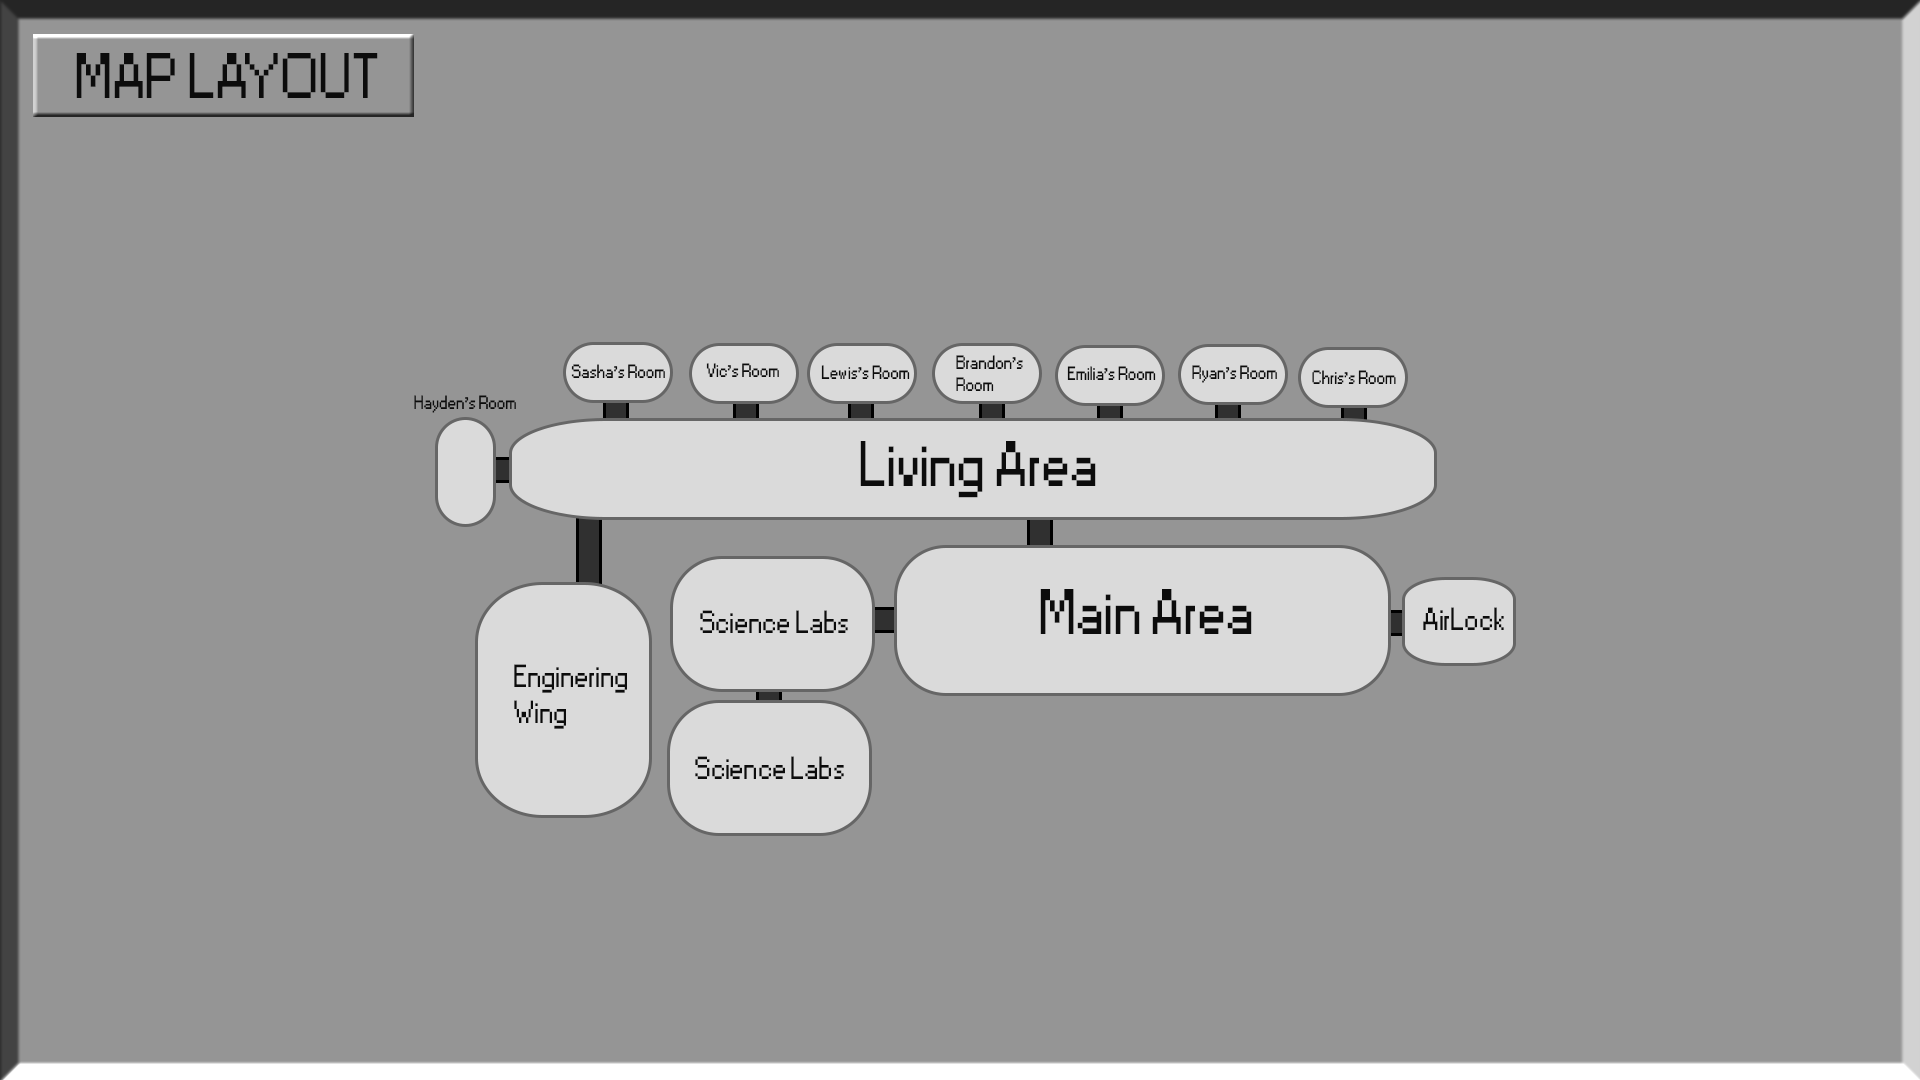 MAP LAYOUT
Sasha's Room
Vic's Room
Lewis's Room
Brandon's
Room
Emilia's Room
Ryan's Room
Chris's Room
Hayden's Room
Living Area
Science Labs
Main Area
AirLock
Enginering
Wing
Science Labs